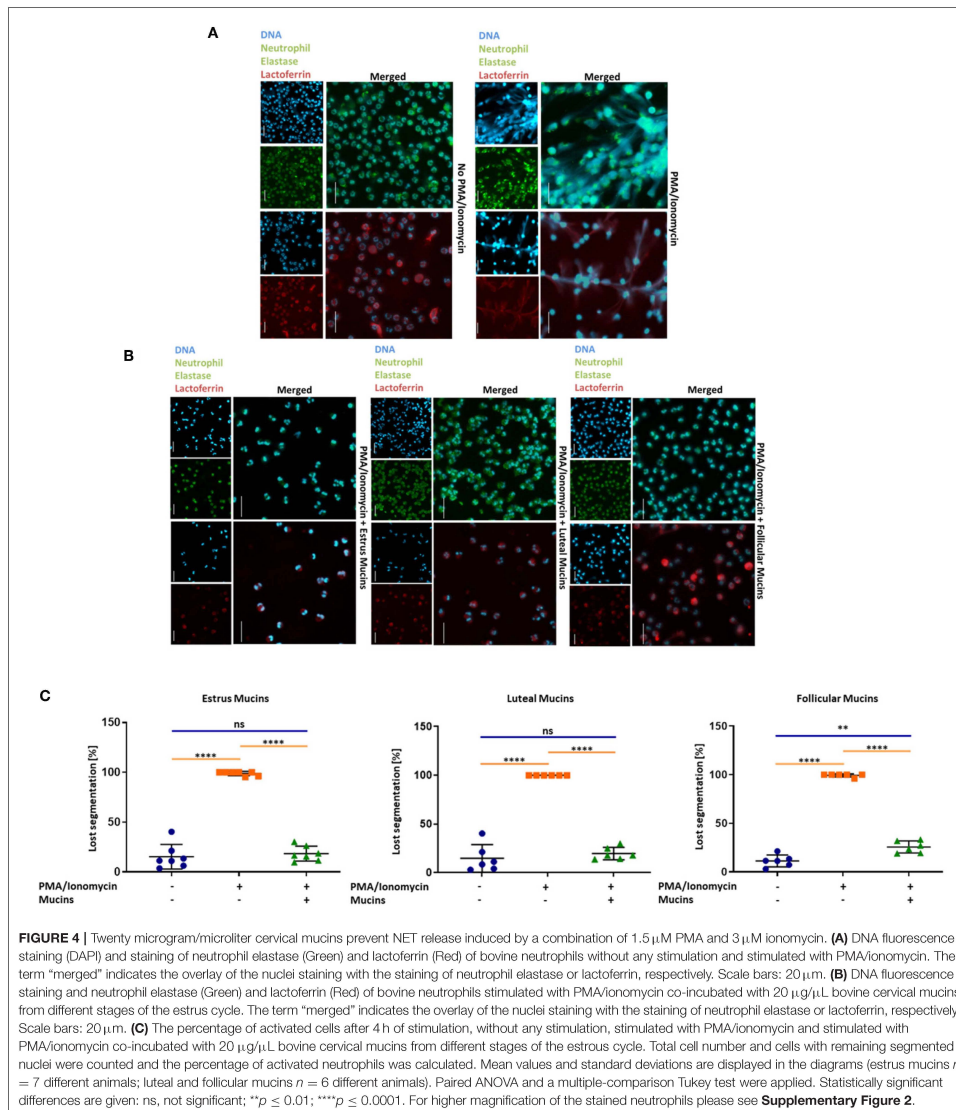 A
DNA
Neutrophil
Elastase
Lactoferrin
Merged
No PMA/Ionomycin
DNA
Neutrophil
Elastase
Lactoferrin
Merged
PMA/Ionomycin
B
DNA
Neutrophil
Elastase
Lactoferrin
Merged
PMA/Ionomycin + Estrus Mucins
DNA
Neutrophil
Elastase
Lactoferrin
Merged
PMA/Ionomycin + Luteal Mucins
DNA
Neutrophil
Elastase
Lactoferrin
Merged
PMA/Ionomycin + Follicular Mucins
C
Estrus Mucins
Lost segmentation [%]
150
100
50
0
ns
****
****
PMA/Ionomycin - + +
Mucins - - +
Luteal Mucins
Lost segmentation [%]
150
100
50
0
ns
****
****
- + +
- - +
Follicular Mucins
Lost segmentation [%]
150
100
50
0
**
****
****
- + +
- - +
FIGURE 4 | Twenty microgram/microliter cervical mucins prevent NET release induced by a combination of 1.5 μM PMA and 3 μM ionomycin. (A) DNA fluorescence
staining (DAPI) and staining of neutrophil elastase (Green) and lactoferrin (Red) of bovine neutrophils without any stimulation and stimulated with PMA/ionomycin. The
term “merged” indicates the overlay of the nuclei staining with the staining of neutrophil elastase or lactoferrin, respectively. Scale bars: 20 μm. (B) DNA fluorescence
staining and neutrophil elastase (Green) and lactoferrin (Red) of bovine neutrophils stimulated with PMA/ionomycin co-incubated with 20 μg/μL bovine cervical mucins
from different stages of the estrus cycle. The term “merged” indicates the overlay of the nuclei staining with the staining of neutrophil elastase or lactoferrin, respectively
Scale bars: 20 μm. (C) The percentage of activated cells after 4 h of stimulation, without any stimulation, stimulated with PMA/ionomycin and stimulated with
PMA/ionomycin co-incubated with 20 μg/μL bovine cervical mucins from different stages of the estrous cycle. Total cell number and cells with remaining segmented
nuclei were counted and the percentage of activated neutrophils was calculated. Mean values and standard deviations are displayed in the diagrams (estrus mucins n
= 7 different animals; luteal and follicular mucins n = 6 different animals). Paired ANOVA and a multiple-comparison Tukey test were applied. Statistically significant
differences are given: ns, not significant; **p ≤ 0.01; ****p ≤ 0.0001. For higher magnification of the stained neutrophils please see Supplementary Figure 2.